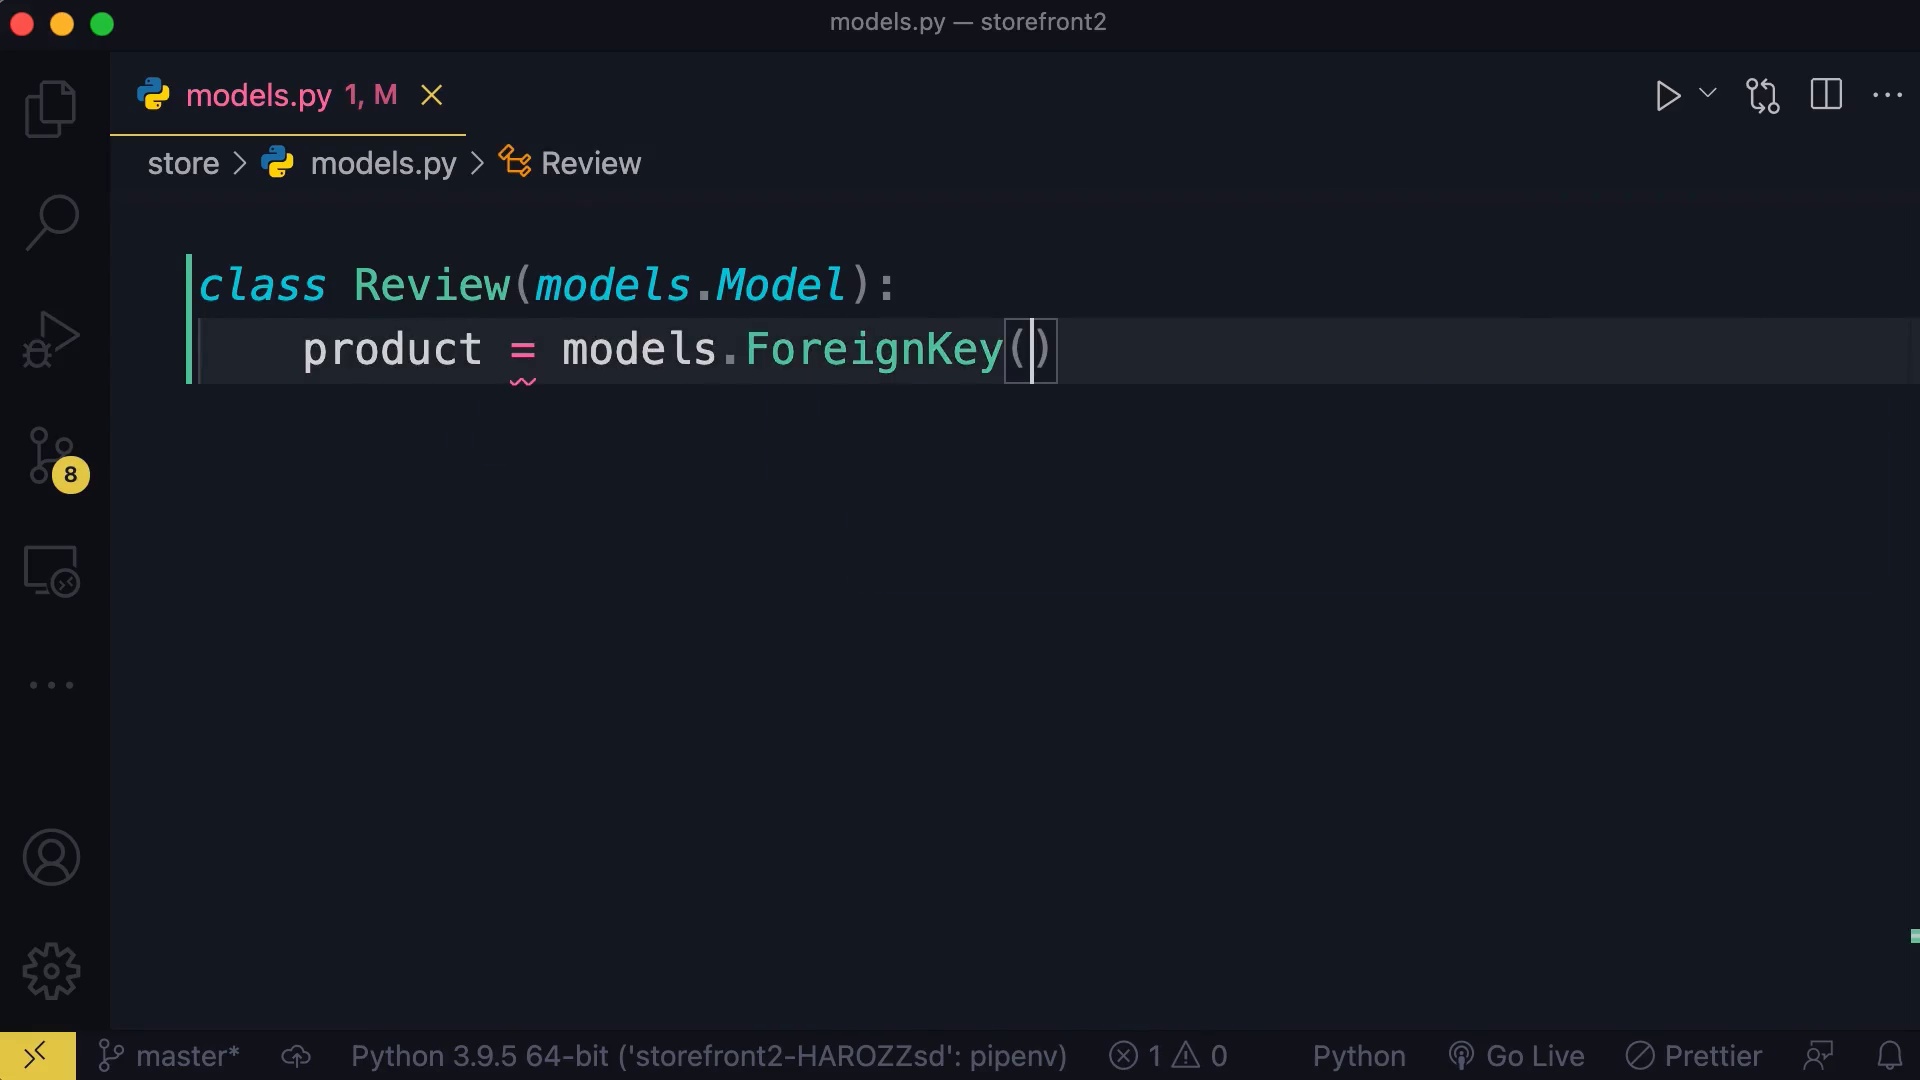 models.py — storefront2
models.py 1, M
store > models.py > Review
class Review(models.Model):
product = models.ForeignKey()
8
master* Python 3.9.5 64-bit ('storefront2-HAROZZsd': pipenv) 1 0 Python Go Live Prettier